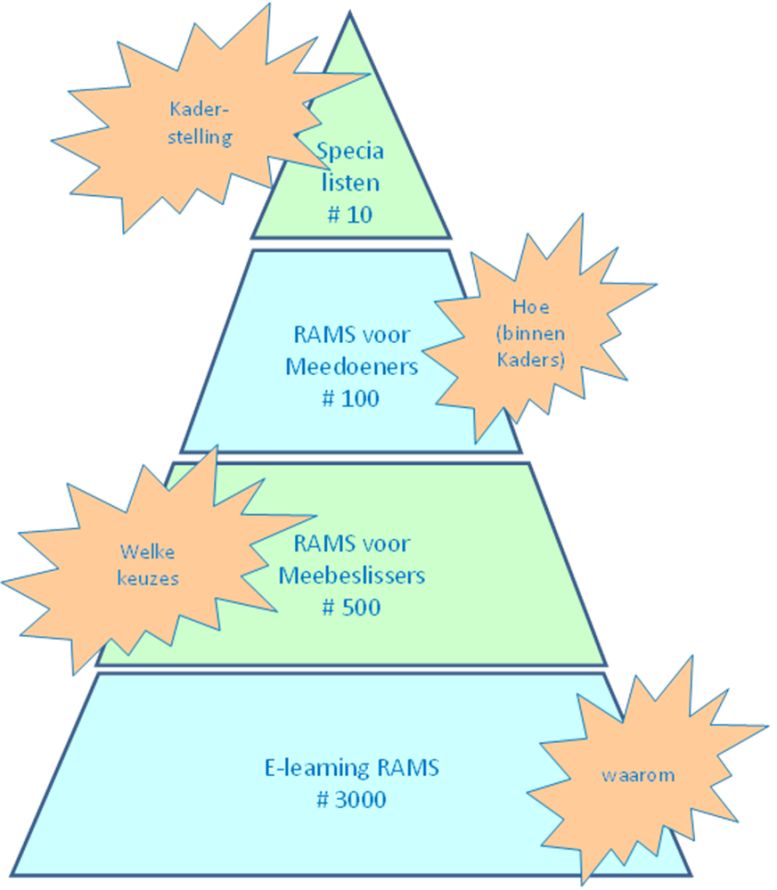 Kader-
stelling
Specia
listen
# 10
Hoe
(binnen
Kaders)
RAMS voor
Meedoeners
# 100
Welke
keuzes
RAMS voor
Meebeslissers
# 500
E-learning RAMS
# 3000
waarom